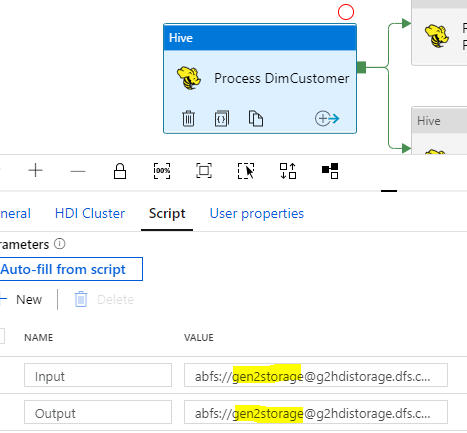 Hive
Process DimCustomer
Hive
100%
neral
HDI Cluster
Script
User properties
rameters
Auto-fill from script
New
Delete
NAME
VALUE
Input
abfs://gen2storage@g2hdistorage.dfs.c...
Output
abfs://gen2storage@g2hdistorage.dfs.c...